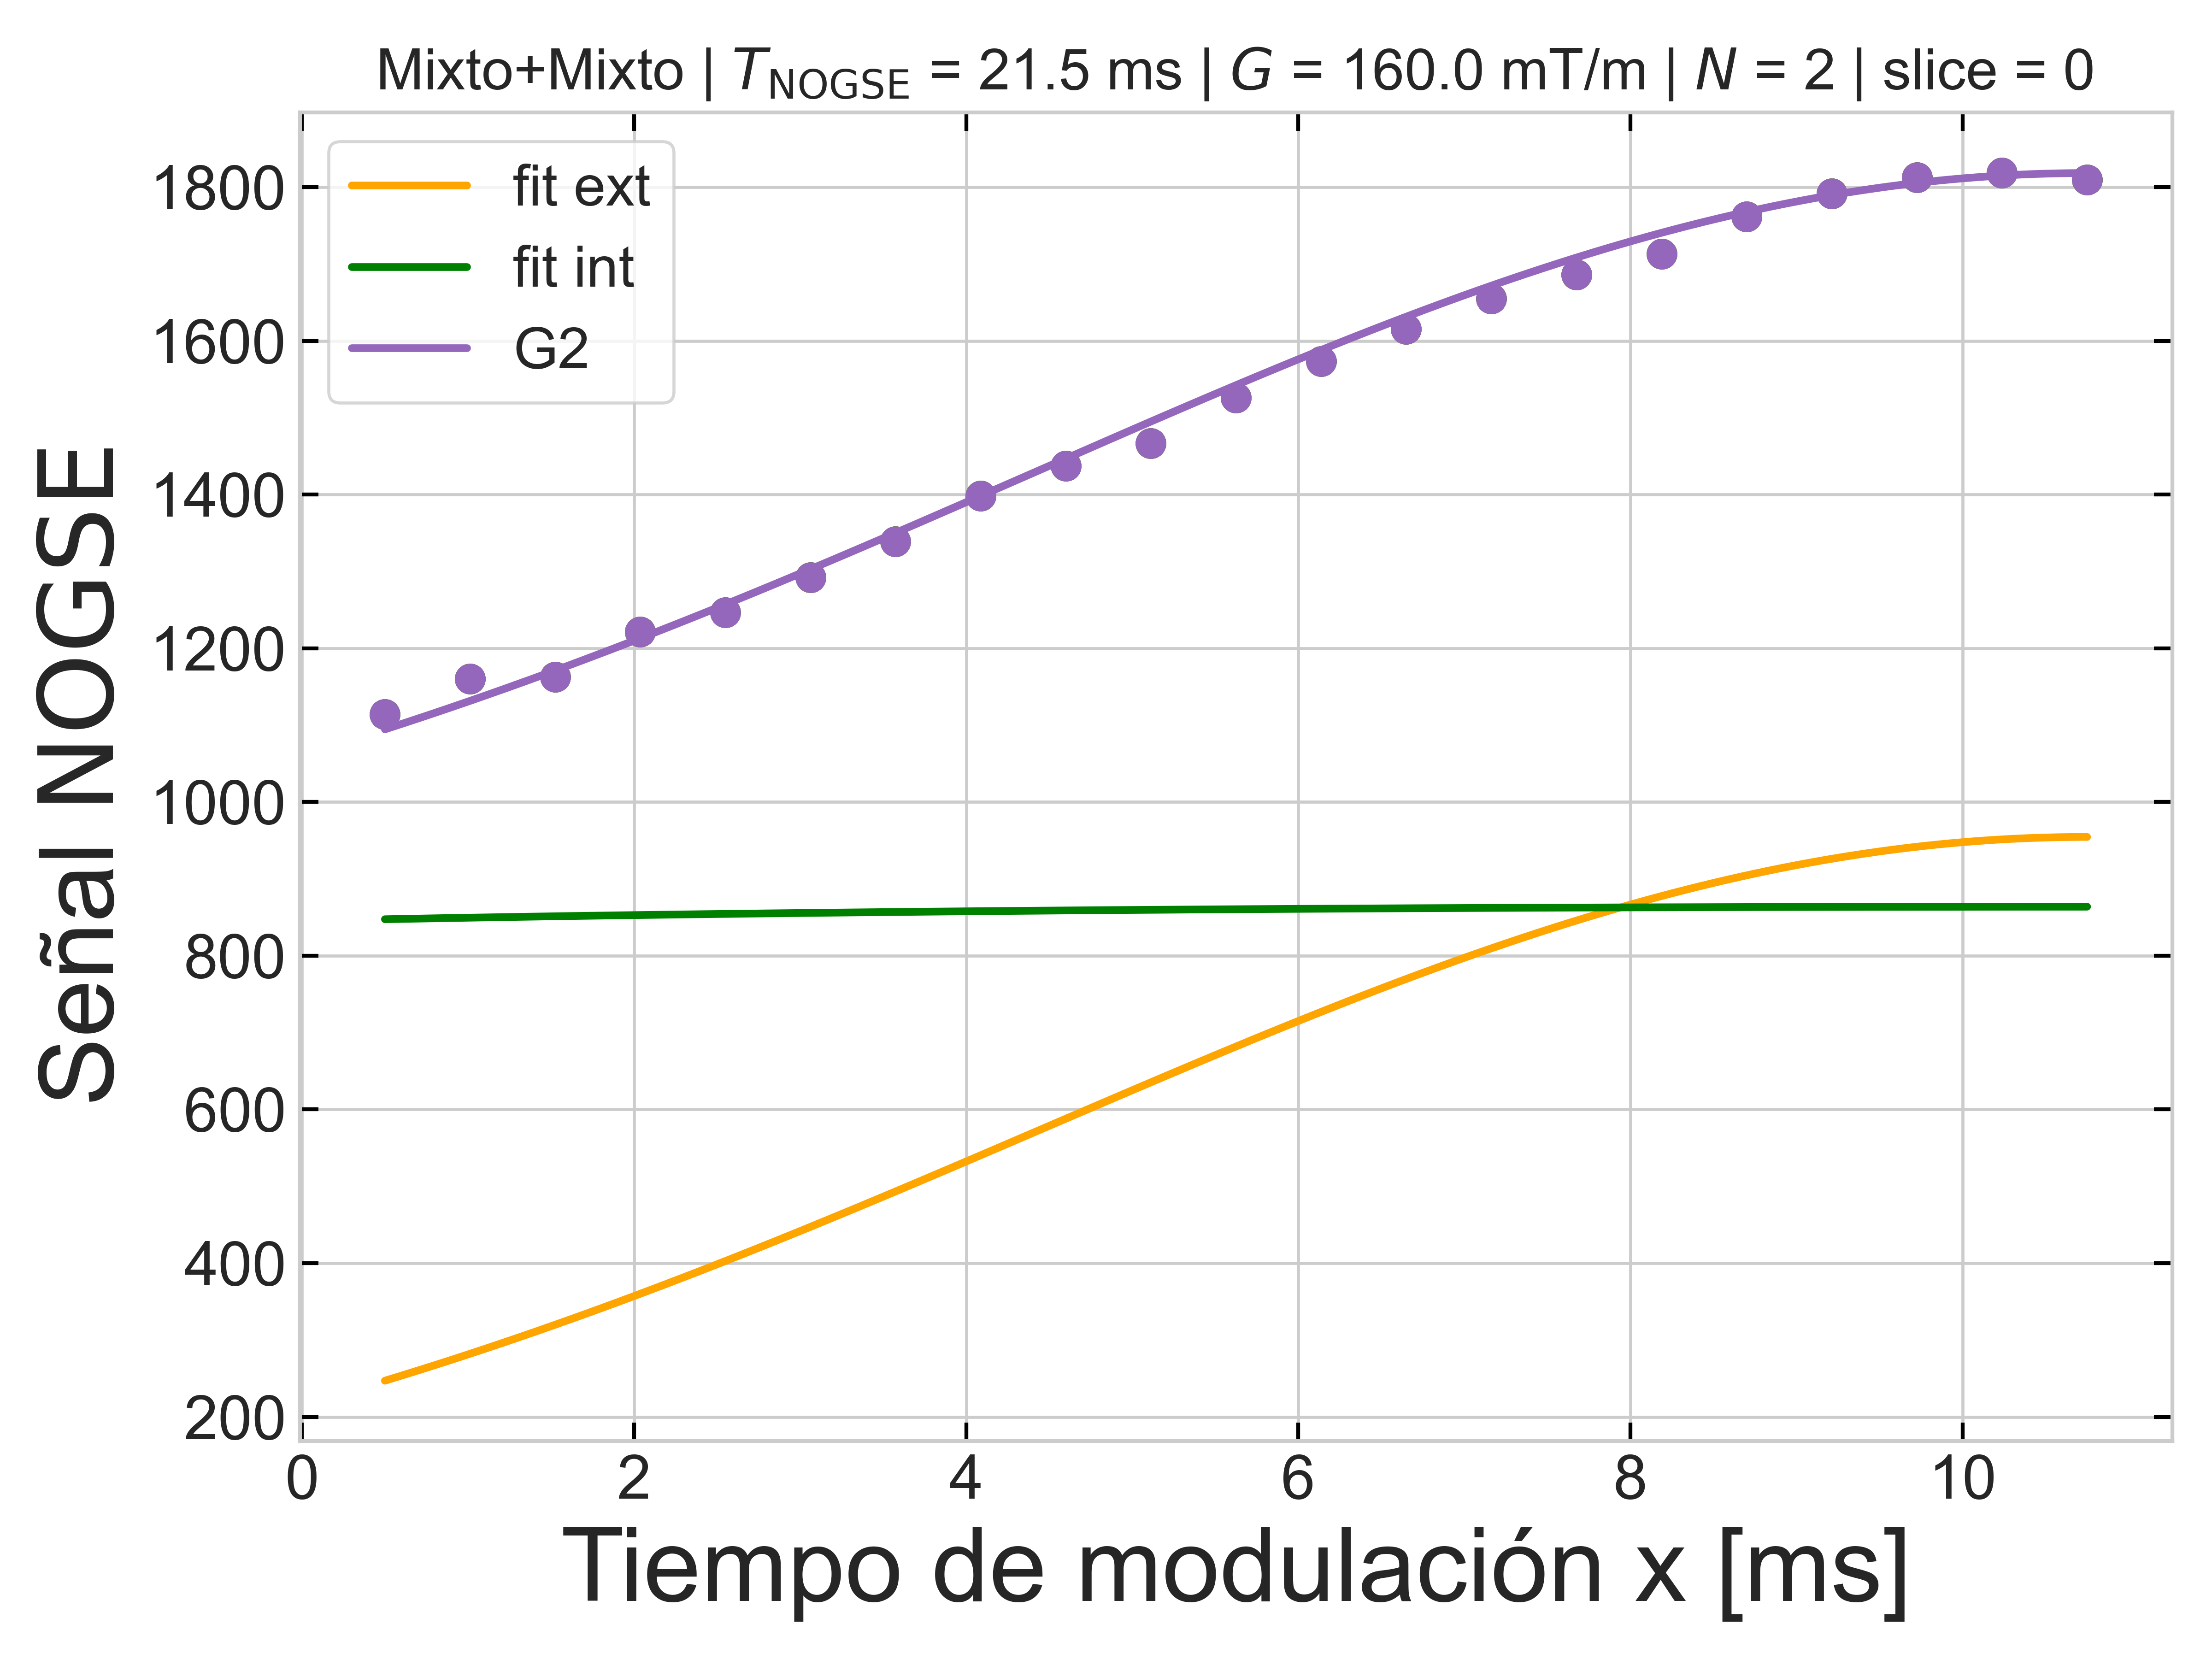 Mixto+Mixto | T_NOGSE = 21.5 ms | G = 160.0 mT/m | N = 2 | slice = 0
fit ext
fit int
G2
Señal NOGSE
1800
1600
1400
1200
1000
800
600
400
200
0 2 4 6 8 10
Tiempo de modulación x [ms]